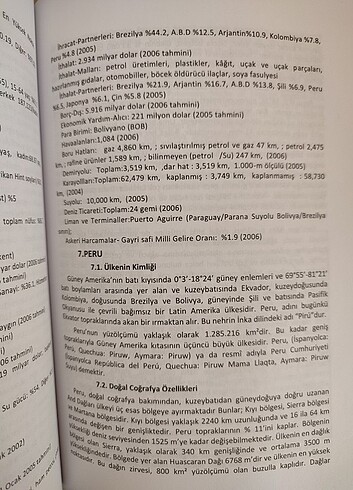 İhracat-Partnerleri: Brezilya %44.2, A.B.D %12.5, Arjantin%10.9, Kolombiya %7.8,
Peru %4.8 (2005)
İthalat: 2.934 milyar dolar (2006 tahmini)
İthalat-Malları: petrol üretimleri, plastikler, kâğıt, uçak ve uçak parçaları,
hazırlanmış gıdalar, otomobiller, böcek öldürücü ilaçlar, soya fasulyesi
İthalat-Partnerleri: Brezilya %21.9, Arjantin %16.7, A.B.D %13.8, Şili %6.9, Peru
%6.5, Japonya %6.1, Çin %5.8 (2005)
Borç-Dış: 5.916 milyar dolar (2006 tahmini)
Ekonomik Yardım-Alıcı: 221 milyon dolar (2005 tahmini)
Para Birimi: Bolivyano (BOB)
Havaalanları:1,084 (2006)
Boru Hatları: gaz 4,860 km, ; sıvılaştırılmış petrol ve gaz 47 km, ; petrol 2,475
km, ; rafine ürünler 1,589 km,; bilinmeyen (petrol /Su) 247 km, (2006)
Demiryolu: Toplam:3,519 km, ,dar hat : 3,519 km, 1.000-m ölçülü (2005)
Karayolları:Toplam:62,479 km, kaplanmış : 3,749 km, kaplanmamış : 58,730
km, (2004)
Suyolu: 10,000 km, (2005)
Deniz Ticareti:Toplam:24 gemi (2006)
Liman ve Terminaller:Puerto Aguirre (Paraguay/Parana Suyolu Bolivya/Brezilya
sınırı);
Askeri Harcamalar- Gayri safi Milli Gelire Oranı: %1.9 (2006)
7.PERU
7.1. Ülkenin Kimliği
Güney Amerika'nın batı kıyısında 0°3'-18°24' güney enlemleri ve 69°55'-81°21'
batı boylamları arasında yer alan ve kuzeybatısında Ekvador, kuzeydoğusunda
Kolombiya, doğusunda Brezilya ve Bolivya, güneyinde Şili ve batısında Pasifik
Okyanusu ile çevrili bağımsız bir Latin Amerika ülkesidir. Peru, adını bugünkü
Ekvator topraklarında akan bir ırmaktan alır. Bu nehrin İnka dilindeki adı "Pirú"dur.
Peru'nun yüzölçümü yaklaşık olarak 1.285.216 km²dir. Bu kadar geniş
topraklarıyla Güney Amerika kıtasının üçüncü büyük ülkesidir. Peru, (İspanyolca:
Perú, Quechua: Piruw, Aymara: Piruw) ya da resmî adıyla Peru Cumhuriyeti
(İspanyolca República del Perú, Quechua: Piruw Mama Llaqta, Aymara: Piruw
Suyu) demektir.
7.2. Doğal Coğrafya Özellikleri
Peru, doğal coğrafya bakımından, kuzeybatıdan güneydoğuya doğru uzanan
And Dağları ülkeyi üç esas bölgeye ayırmaktadır Bunlar; Kıyı bölgesi, Sierra bölgesi
ve Martana bölgesidir. Kıyı bölgesi yaklaşık 2240 km uzunluğunda ve 16 ila 64 km
arasında değişen bir genişliktedir. Peru topraklarının % 11'ini kaplar. Bölgenin
yüksekliği deniz seviyesinden 1525 m'ye kadar değişebilmektedir. Ülkenin en dağlık
bölgesi olan Sierra, yaklaşık olarak 340 km genişliğinde ve ortalama 3500 m
yüksekliğindedir. Bölgede yer alan Huascaran Dağı 6768 m'dir ve ülkenin en yüksek
noktasıdır. Bu dağın zirvesi, 800 km² yüzölçümü olan buzulla kaplıdır. Dağlar